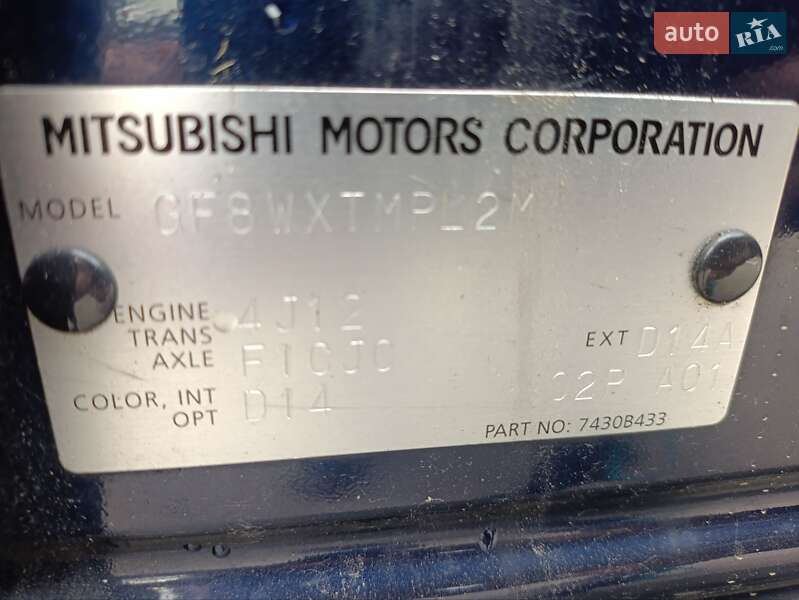 auto RIA.com
MITSUBISHI MOTORS CORPORATION
MODEL GF8WXTMPL2M
ENGINE 4J12
EXT D14A
TRANS
AXLE F1CJC
COLOR, INT D14 02P A01
OPT
PART NO: 7430B433